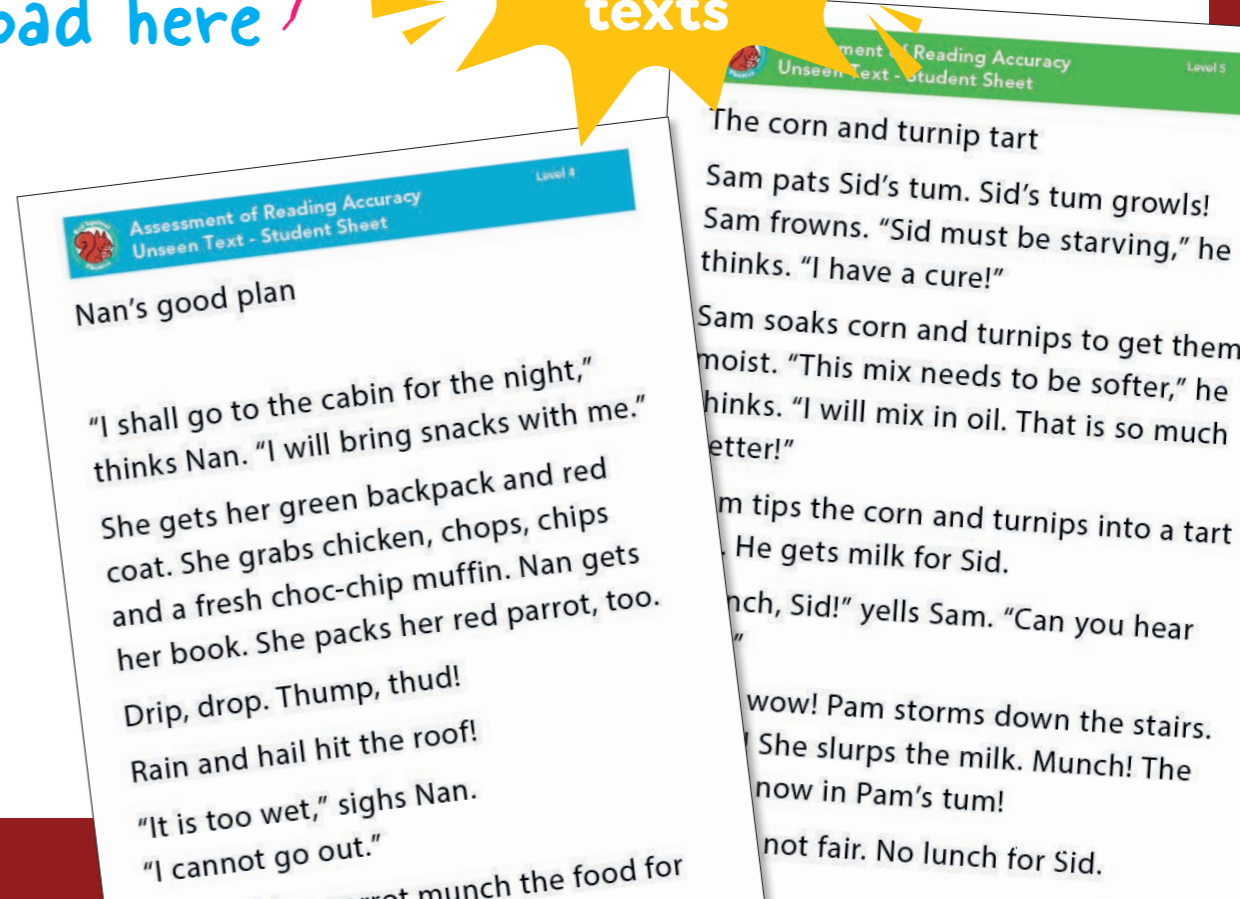 here
texts
Assessment of Reading Accuracy
Level 4
Unseen Text - Student Sheet
Nan's good plan
"I shall go to the cabin for the night,"
thinks Nan. "I will bring snacks with me."
She gets her green backpack and red
coat. She grabs chicken, chops, chips
and a fresh choc-chip muffin. Nan gets
her book. She packs her red parrot, too.
Drip, drop. Thump, thud!
Rain and hail hit the roof!
"It is too wet," sighs Nan.
"I cannot go out."
munch the food for
Reading Accuracy
Level 5
Unseen Text - Student Sheet
The corn and turnip tart
Sam pats Sid's tum. Sid's tum growls!
Sam frowns. "Sid must be starving," he
thinks. "I have a cure!"
Sam soaks corn and turnips to get them
moist. "This mix needs to be softer," he
hinks. "I will mix in oil. That is so much
etter!"
m tips the corn and turnips into a tart
. He gets milk for Sid.
nch, Sid!" yells Sam. "Can you hear
"
wow! Pam storms down the stairs.
! She slurps the milk. Munch! The
now in Pam's tum!
not fair. No lunch for Sid.